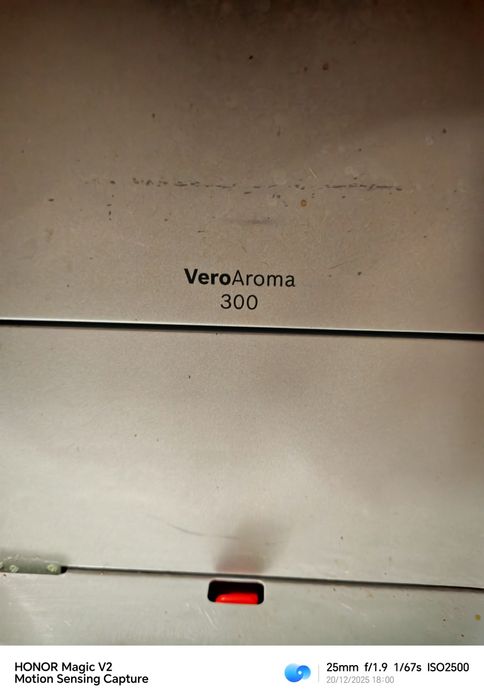 VeroAroma
300
HONOR Magic V2
Motion Sensing Capture
25mm f/1.9 1/67s ISO2500
20/12/2025 18:00